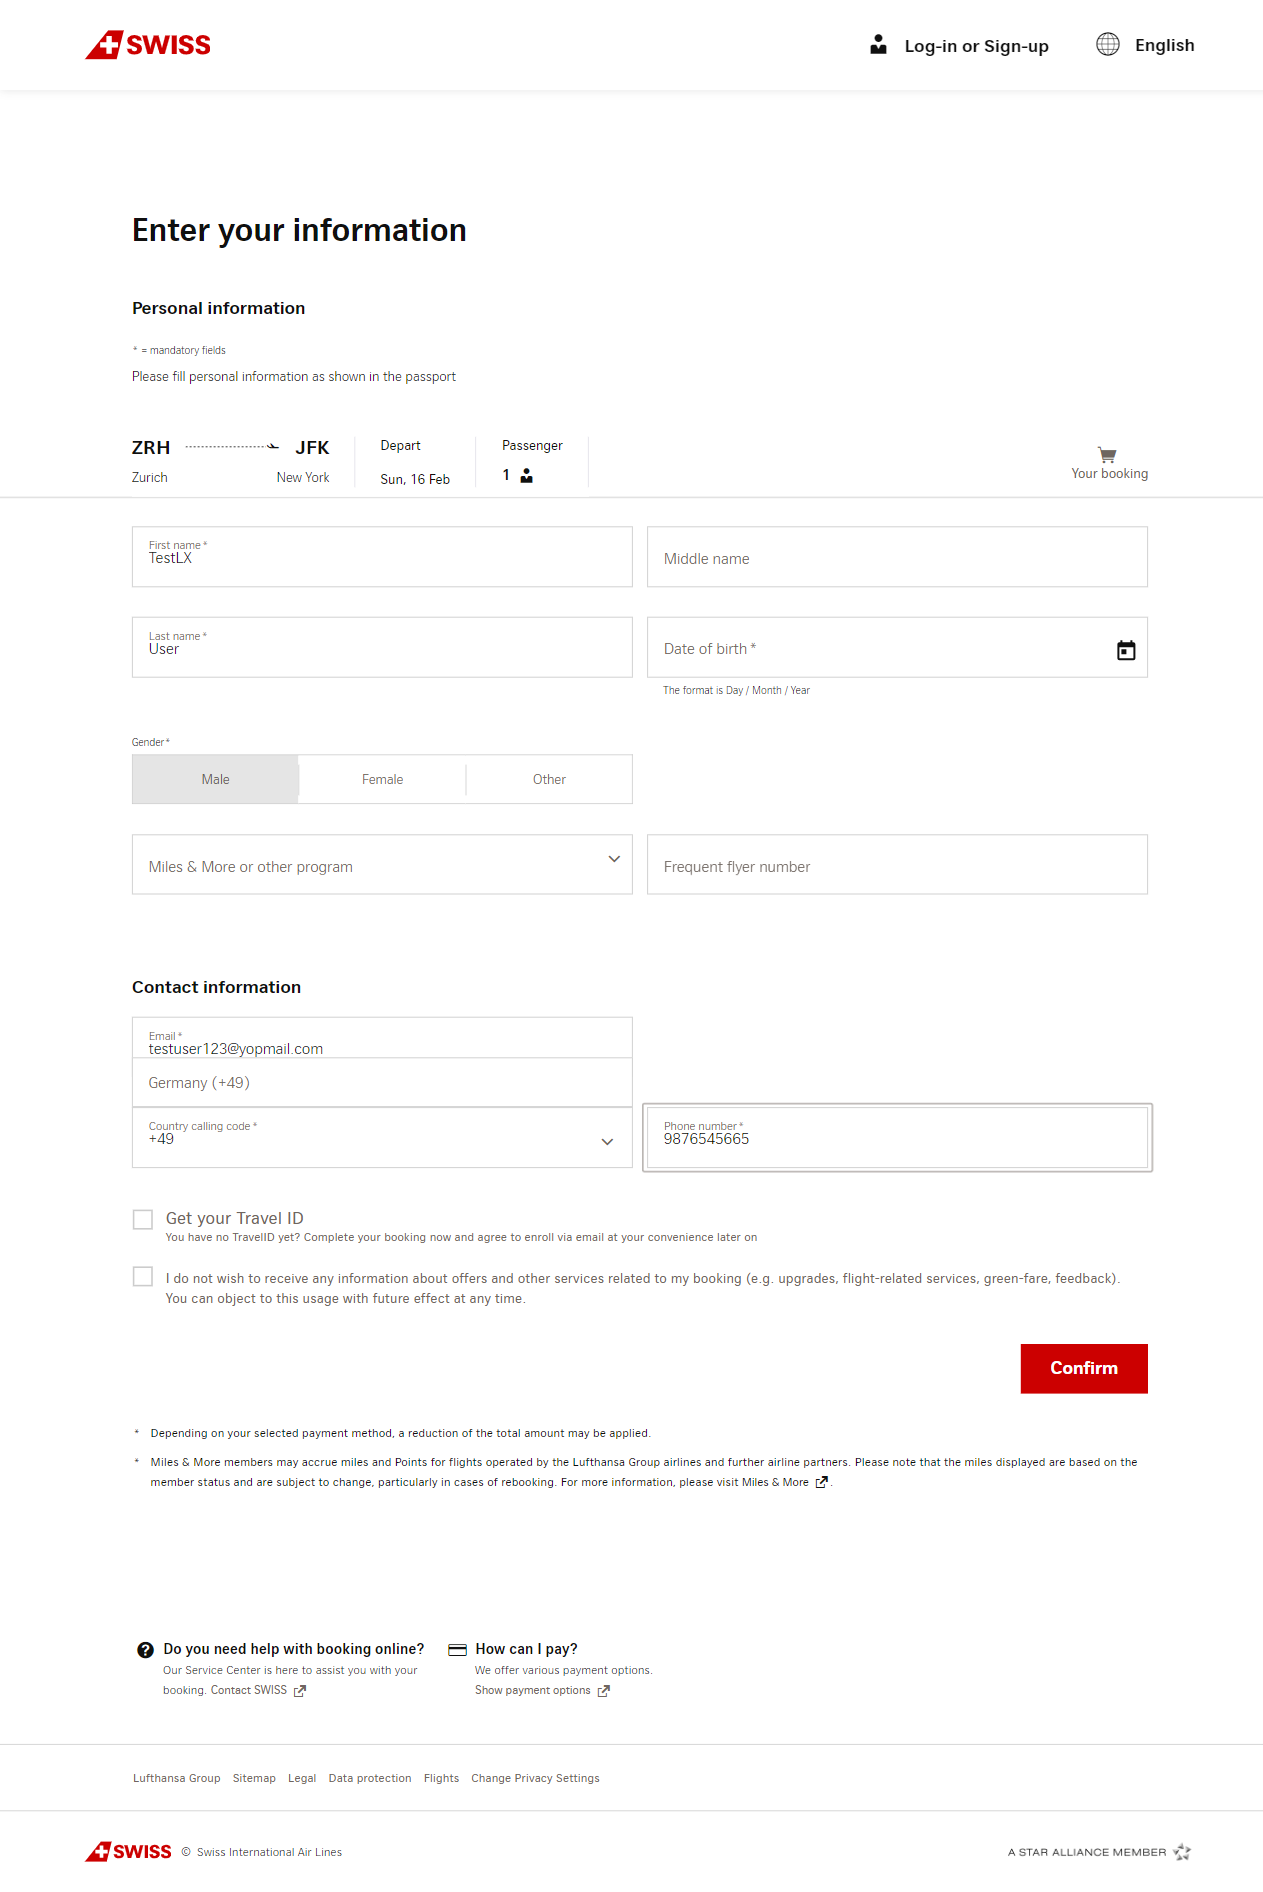 SWISS
Log-in or Sign-up
English
Enter your information
Personal information
* = mandatory fields
Please fill personal information as shown in the passport
ZRH JFK
Zurich New York
Depart
Sun, 16 Feb
Passenger
1
Your booking
First name *
TestLX
Middle name
Last name *
User
Date of birth *
The format is Day / Month / Year
Gender *
Male Female Other
Miles & More or other program
Frequent flyer number
Contact information
Email *
testuser123@yopmail.com
Germany (+49)
Country calling code *
+49
Phone number *
9876545665
Get your Travel ID
You have no TravelID yet? Complete your booking now and agree to enroll via email at your convenience later on
I do not wish to receive any information about offers and other services related to my booking (e.g. upgrades, flight-related services, green-fare, feedback).
You can object to this usage with future effect at any time.
Confirm
* Depending on your selected payment method, a reduction of the total amount may be applied.
* Miles & More members may accrue miles and Points for flights operated by the Lufthansa Group airlines and further airline partners. Please note that the miles displayed are based on the
member status and are subject to change, particularly in cases of rebooking. For more information, please visit Miles & More .
Do you need help with booking online?
Our Service Center is here to assist you with your
booking. Contact SWISS
How can I pay?
We offer various payment options.
Show payment options
Lufthansa Group Sitemap Legal Data protection Flights Change Privacy Settings
SWISS © Swiss International Air Lines
A STAR ALLIANCE MEMBER